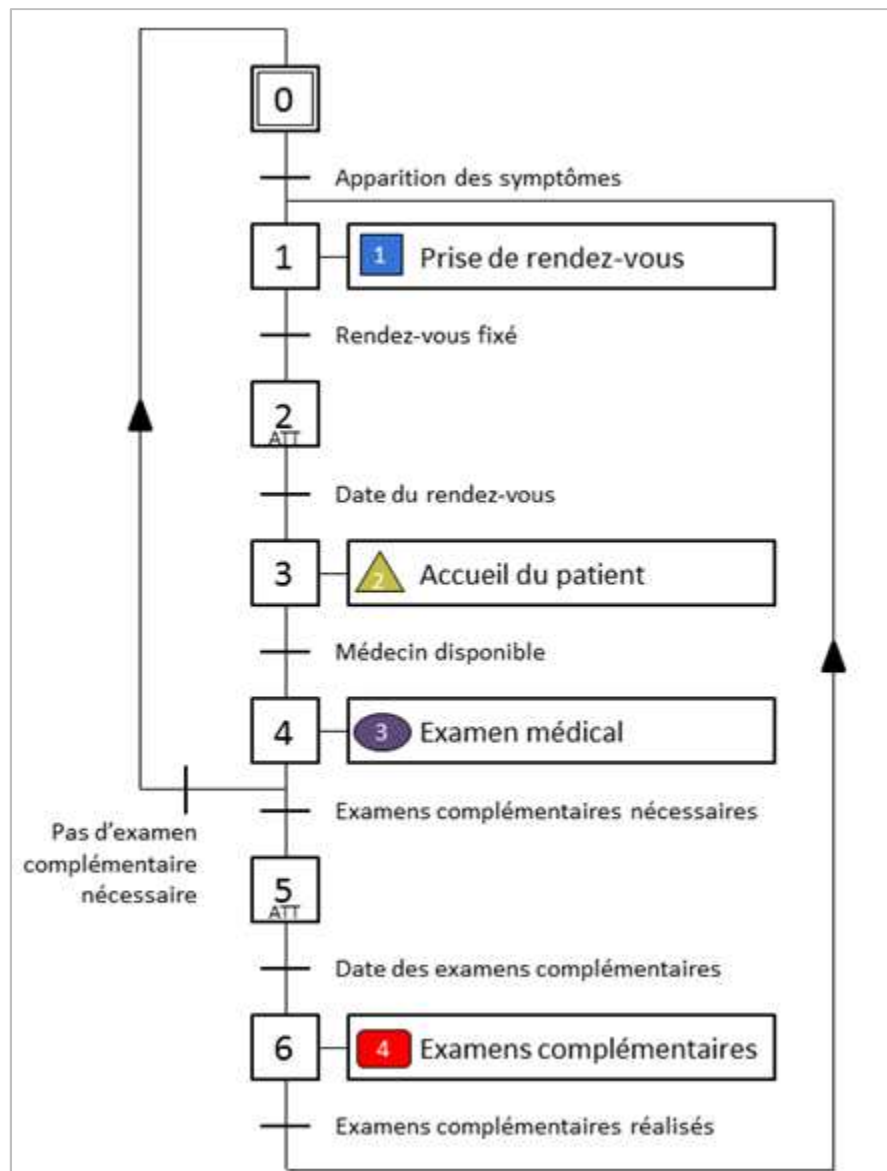 0
Apparition des symptômes
1
1 Prise de rendez-vous
Rendez-vous fixé
2
ATT
Date du rendez-vous
3
2 Accueil du patient
Médecin disponible
4
3 Examen médical
Examens complémentaires nécessaires
Pas d'examen
complémentaire
nécessaire
5
ATT
Date des examens complémentaires
6
4 Examens complémentaires
Examens complémentaires réalisés